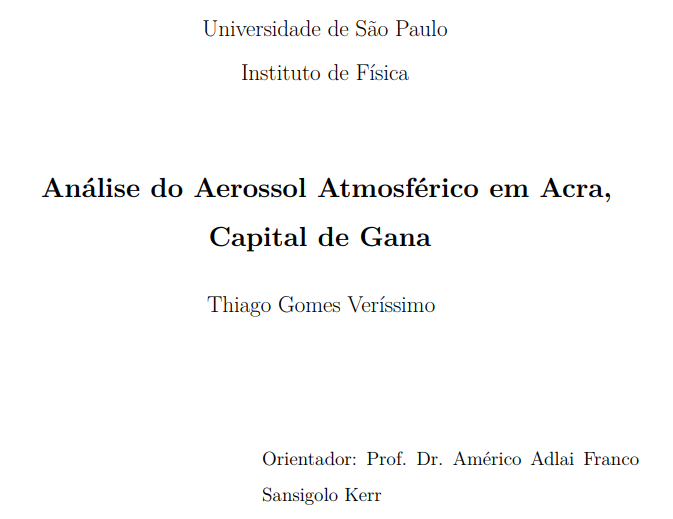 Universidade de São Paulo
Instituto de Física
Análise do Aerossol Atmosférico em Acra,
Capital de Gana
Thiago Gomes Veríssimo
Orientador: Prof. Dr. Américo Adlai Franco
Sansigolo Kerr